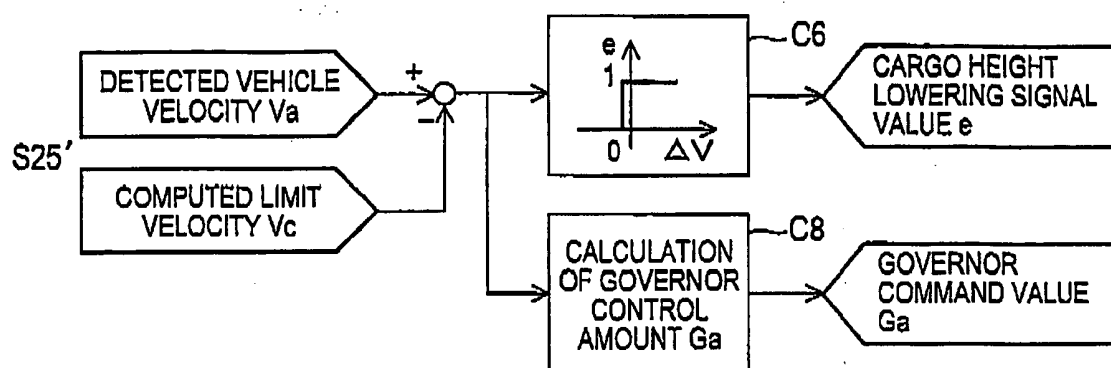 DETECTED VEHICLE
VELOCITY Va
+
−
S25′
COMPUTED LIMIT
VELOCITY Vc
e
1
0
ΔV
C6
CARGO HEIGHT
LOWERING SIGNAL
VALUE e
CALCULATION
OF GOVERNOR
CONTROL
AMOUNT Ga
C8
GOVERNOR
COMMAND VALUE
Ga